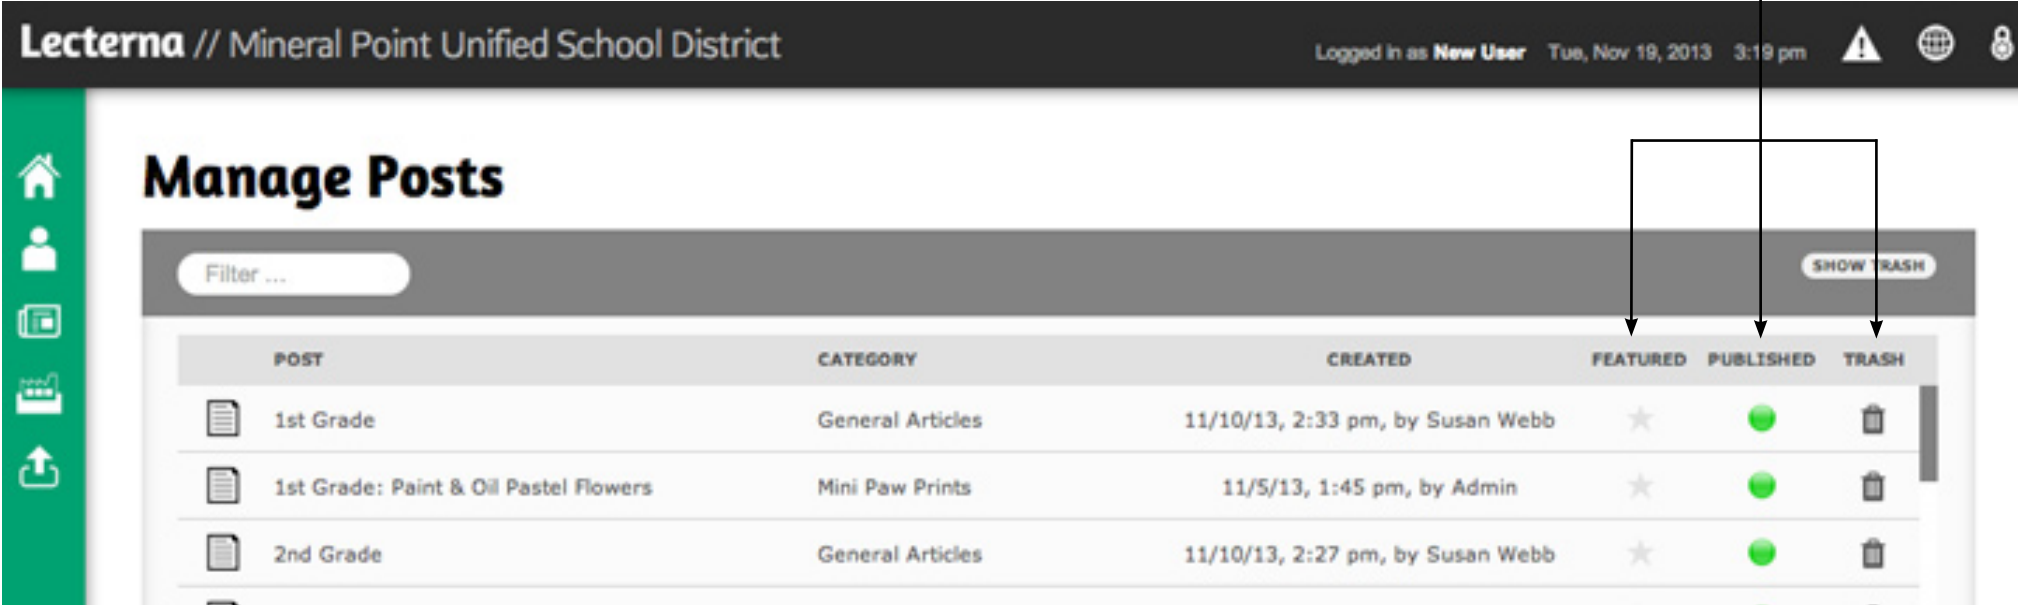 Lecterna // Mineral Point Unified School District
Logged in as New User Tue, Nov 19, 2013 3:19 pm
Manage Posts
Filter ...
SHOW TRASH
POST CATEGORY CREATED FEATURED PUBLISHED TRASH
1st Grade General Articles 11/10/13, 2:33 pm, by Susan Webb
1st Grade: Paint & Oil Pastel Flowers Mini Paw Prints 11/5/13, 1:45 pm, by Admin
2nd Grade General Articles 11/10/13, 2:27 pm, by Susan Webb